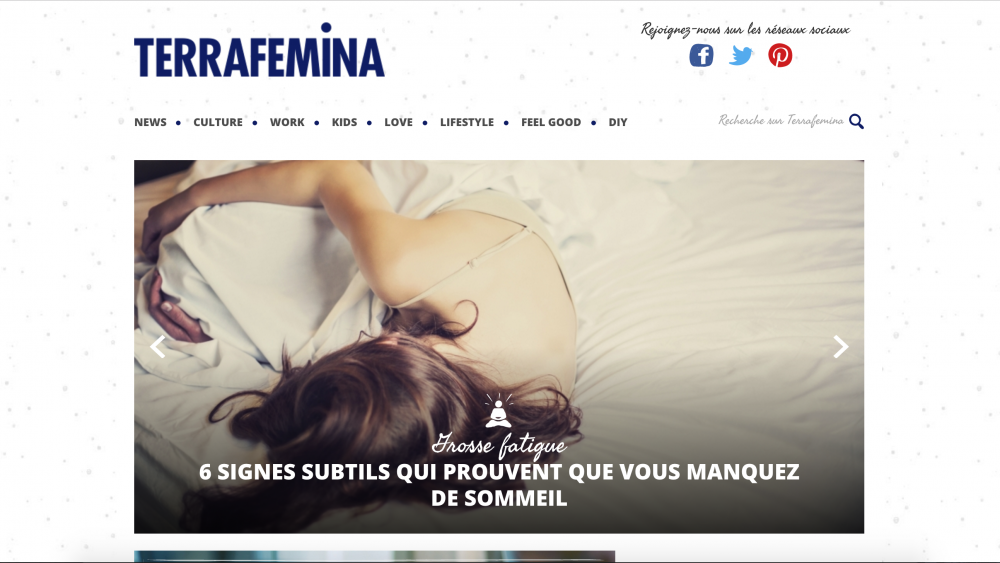 TERRAFEMINA
Rejoignez-nous sur les réseaux sociaux
NEWS • CULTURE • WORK • KIDS • LOVE • LIFESTYLE • FEEL GOOD • DIY
Recherche sur Terrafemina
Grosse fatigue
6 SIGNES SUBTILS QUI PROUVENT QUE VOUS MANQUEZ
DE SOMMEIL